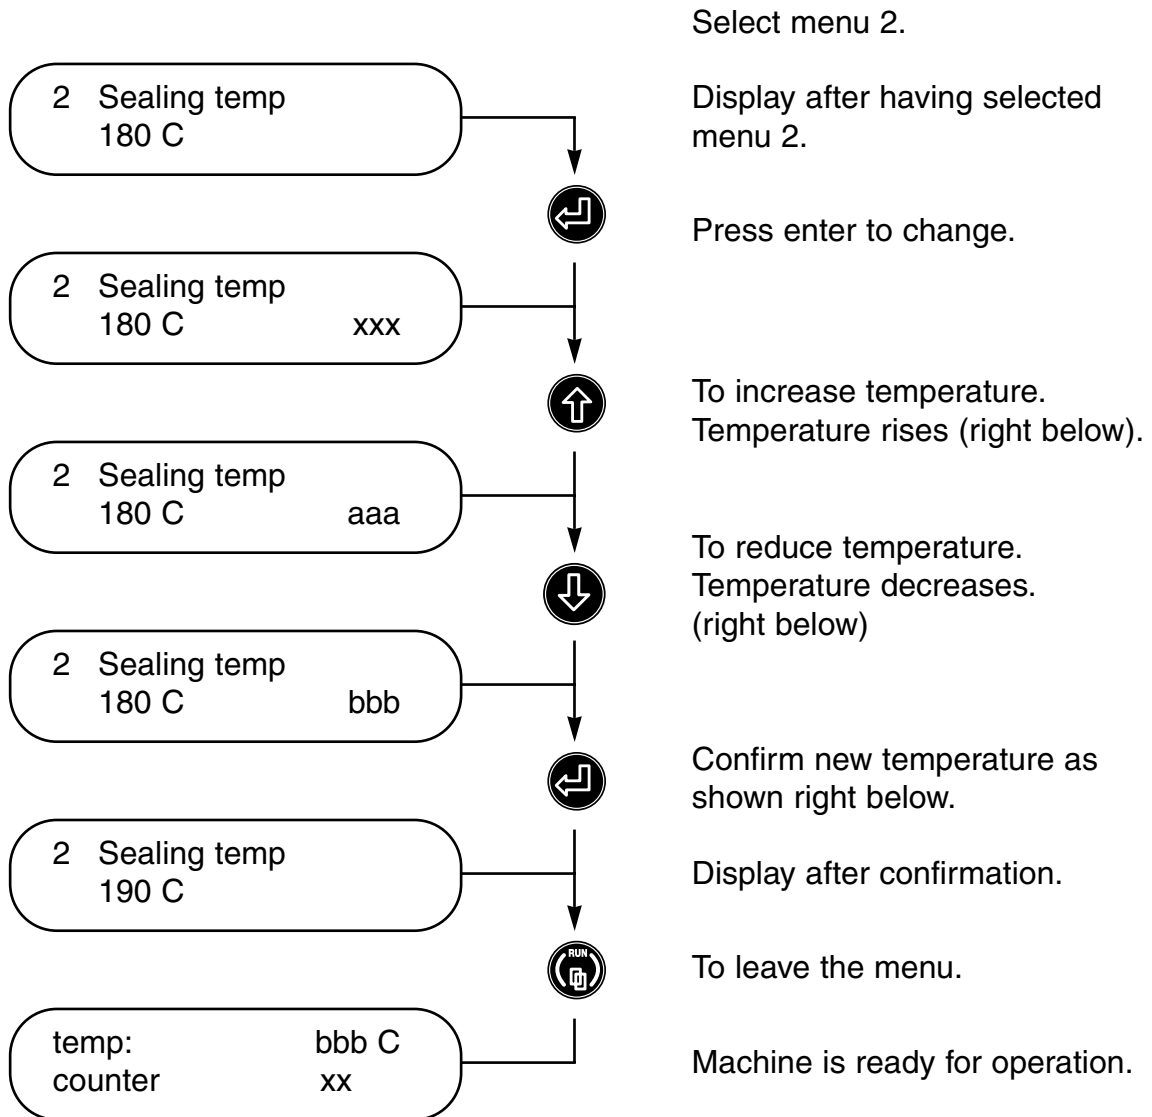 Select menu 2.
2 Sealing temp
180 C
Display after having selected
menu 2.
Press enter to change.
2 Sealing temp
180 C xxx
To increase temperature.
Temperature rises (right below).
2 Sealing temp
180 C aaa
To reduce temperature.
Temperature decreases.
(right below)
2 Sealing temp
180 C bbb
Confirm new temperature as
shown right below.
2 Sealing temp
190 C
Display after confirmation.
RUN
To leave the menu.
temp: bbb C
counter xx
Machine is ready for operation.